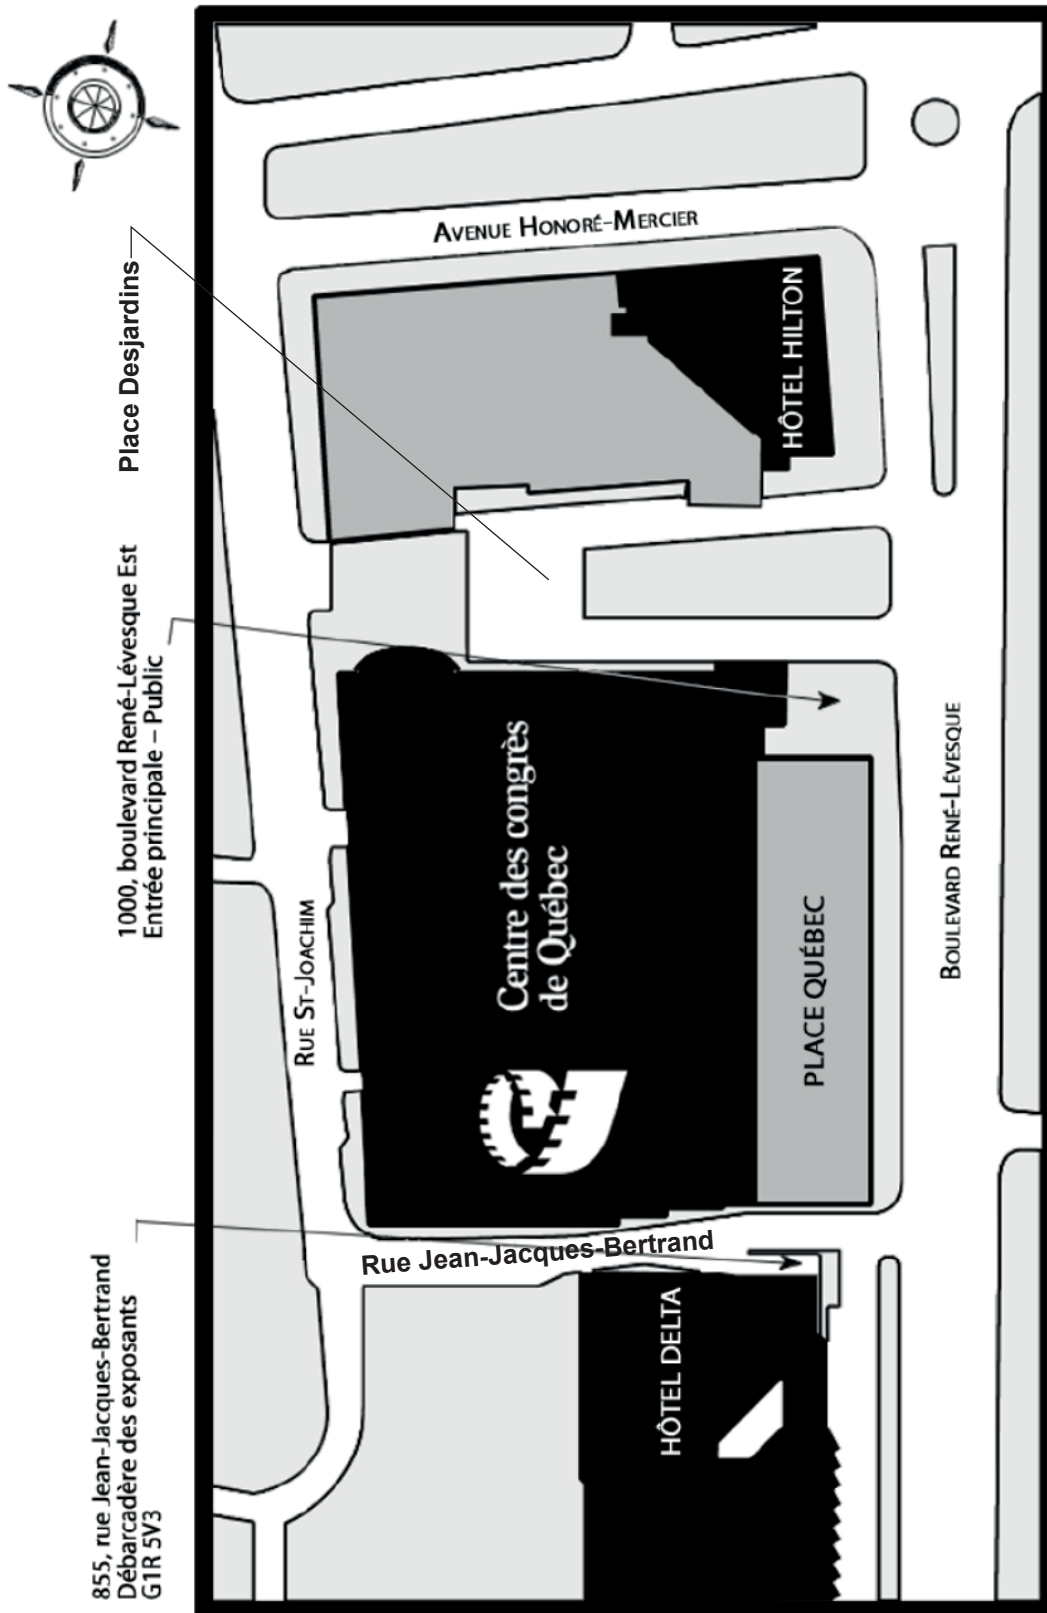 855, rue Jean-Jacques-Bertrand
Débarcadère des exposants
G1R 5V3
1000, boulevard René-Lévesque Est
Entrée principale – Public
Place Desjardins
RUE ST-JOACHIM
AVENUE HONORÉ-MERCIER
Rue Jean-Jacques-Bertrand
Centre des congrès
de Québec
HÔTEL HILTON
HÔTEL DELTA
PLACE QUÉBEC
BOULEVARD RENÉ-LÉVESQUE